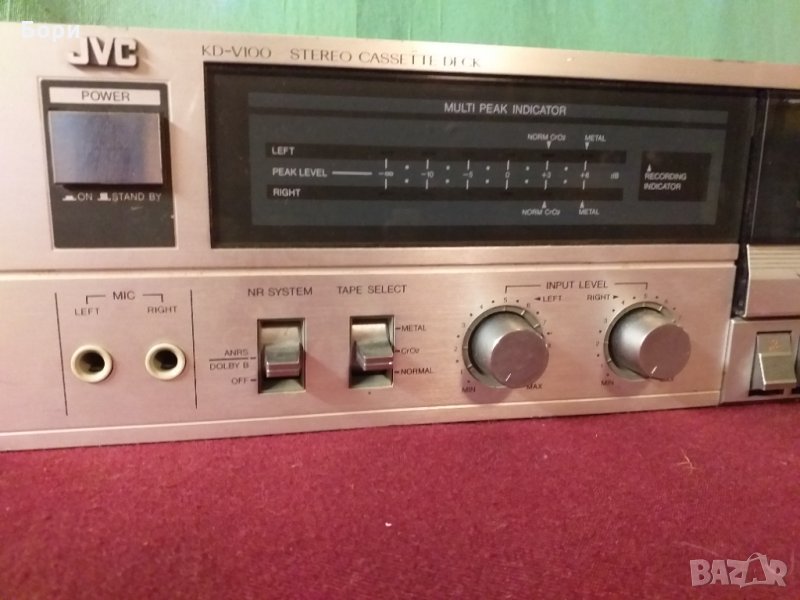 Бори
JVC KD-V100 STEREO CASSETTE DECK
POWER
ON STAND BY
MULTI PEAK INDICATOR
NORM CrO2 METAL
LEFT
PEAK LEVEL -∞ -10 -5 0 +3 +6 dB
RIGHT
NORM CrO2 METAL
RECORDING
INDICATOR
MIC
LEFT RIGHT
NR SYSTEM
ANRS
DOLBY B
OFF
TAPE SELECT
METAL
CrO2
NORMAL
INPUT LEVEL
LEFT RIGHT
MIN MAX
MIN MAX
BAZAR